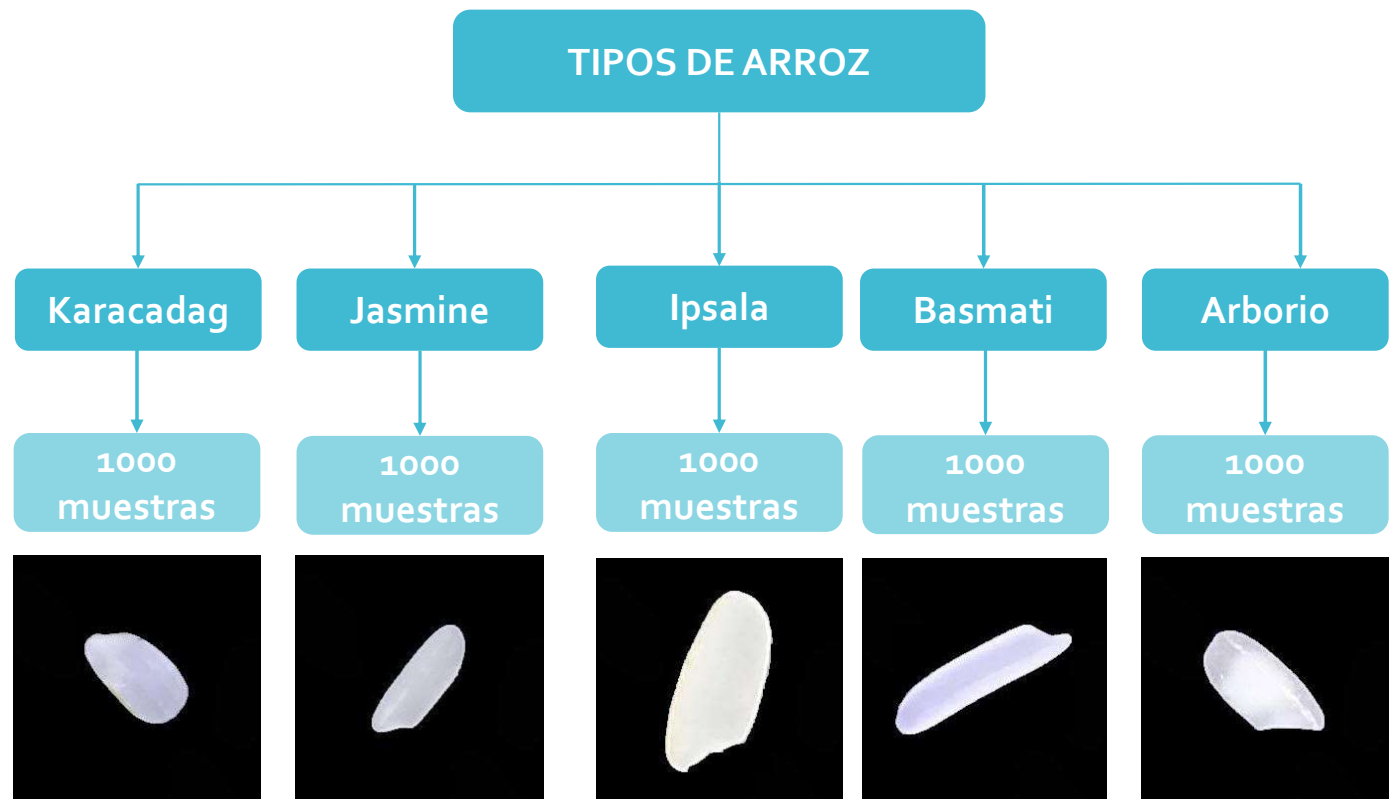 TIPOS DE ARROZ
Karacadag
Jasmine
Ipsala
Basmati
Arborio
1000
muestras
1000
muestras
1000
muestras
1000
muestras
1000
muestras